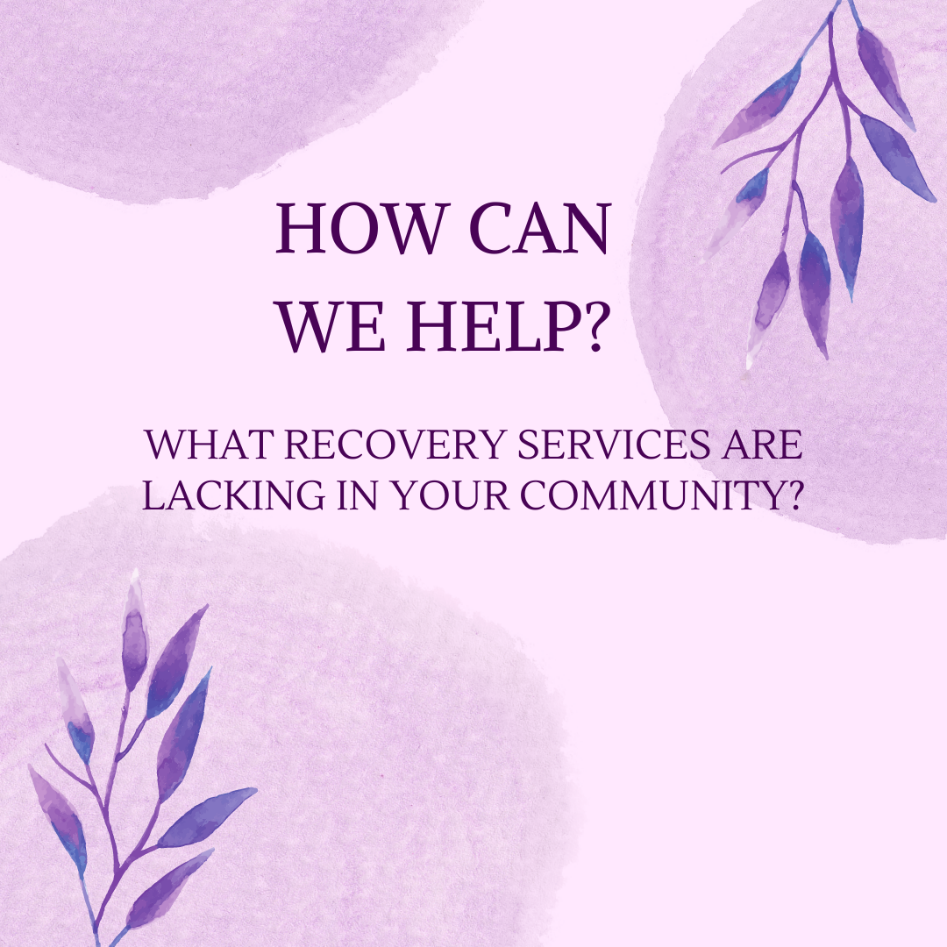 HOW CAN
WE HELP?
WHAT RECOVERY SERVICES ARE
LACKING IN YOUR COMMUNITY?